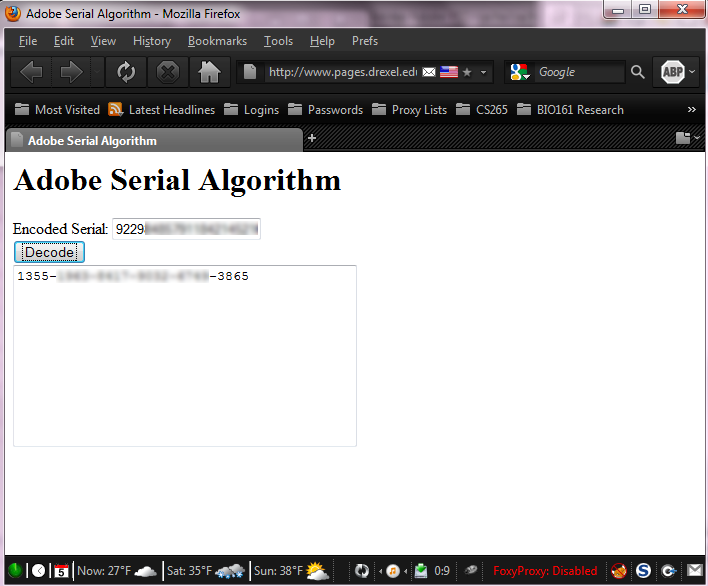 Adobe Serial Algorithm - Mozilla Firefox
File Edit View History Bookmarks Tools Help Prefs
http://www.pages.drexel.edu Google ABP
Most Visited Latest Headlines Logins Passwords Proxy Lists CS265 BIO161 Research »
Adobe Serial Algorithm +
Adobe Serial Algorithm
Encoded Serial: 9229
Decode
1355- -3865
5 Now: 27°F Sat: 35°F Sun: 38°F 0:9 FoxyProxy: Disabled S